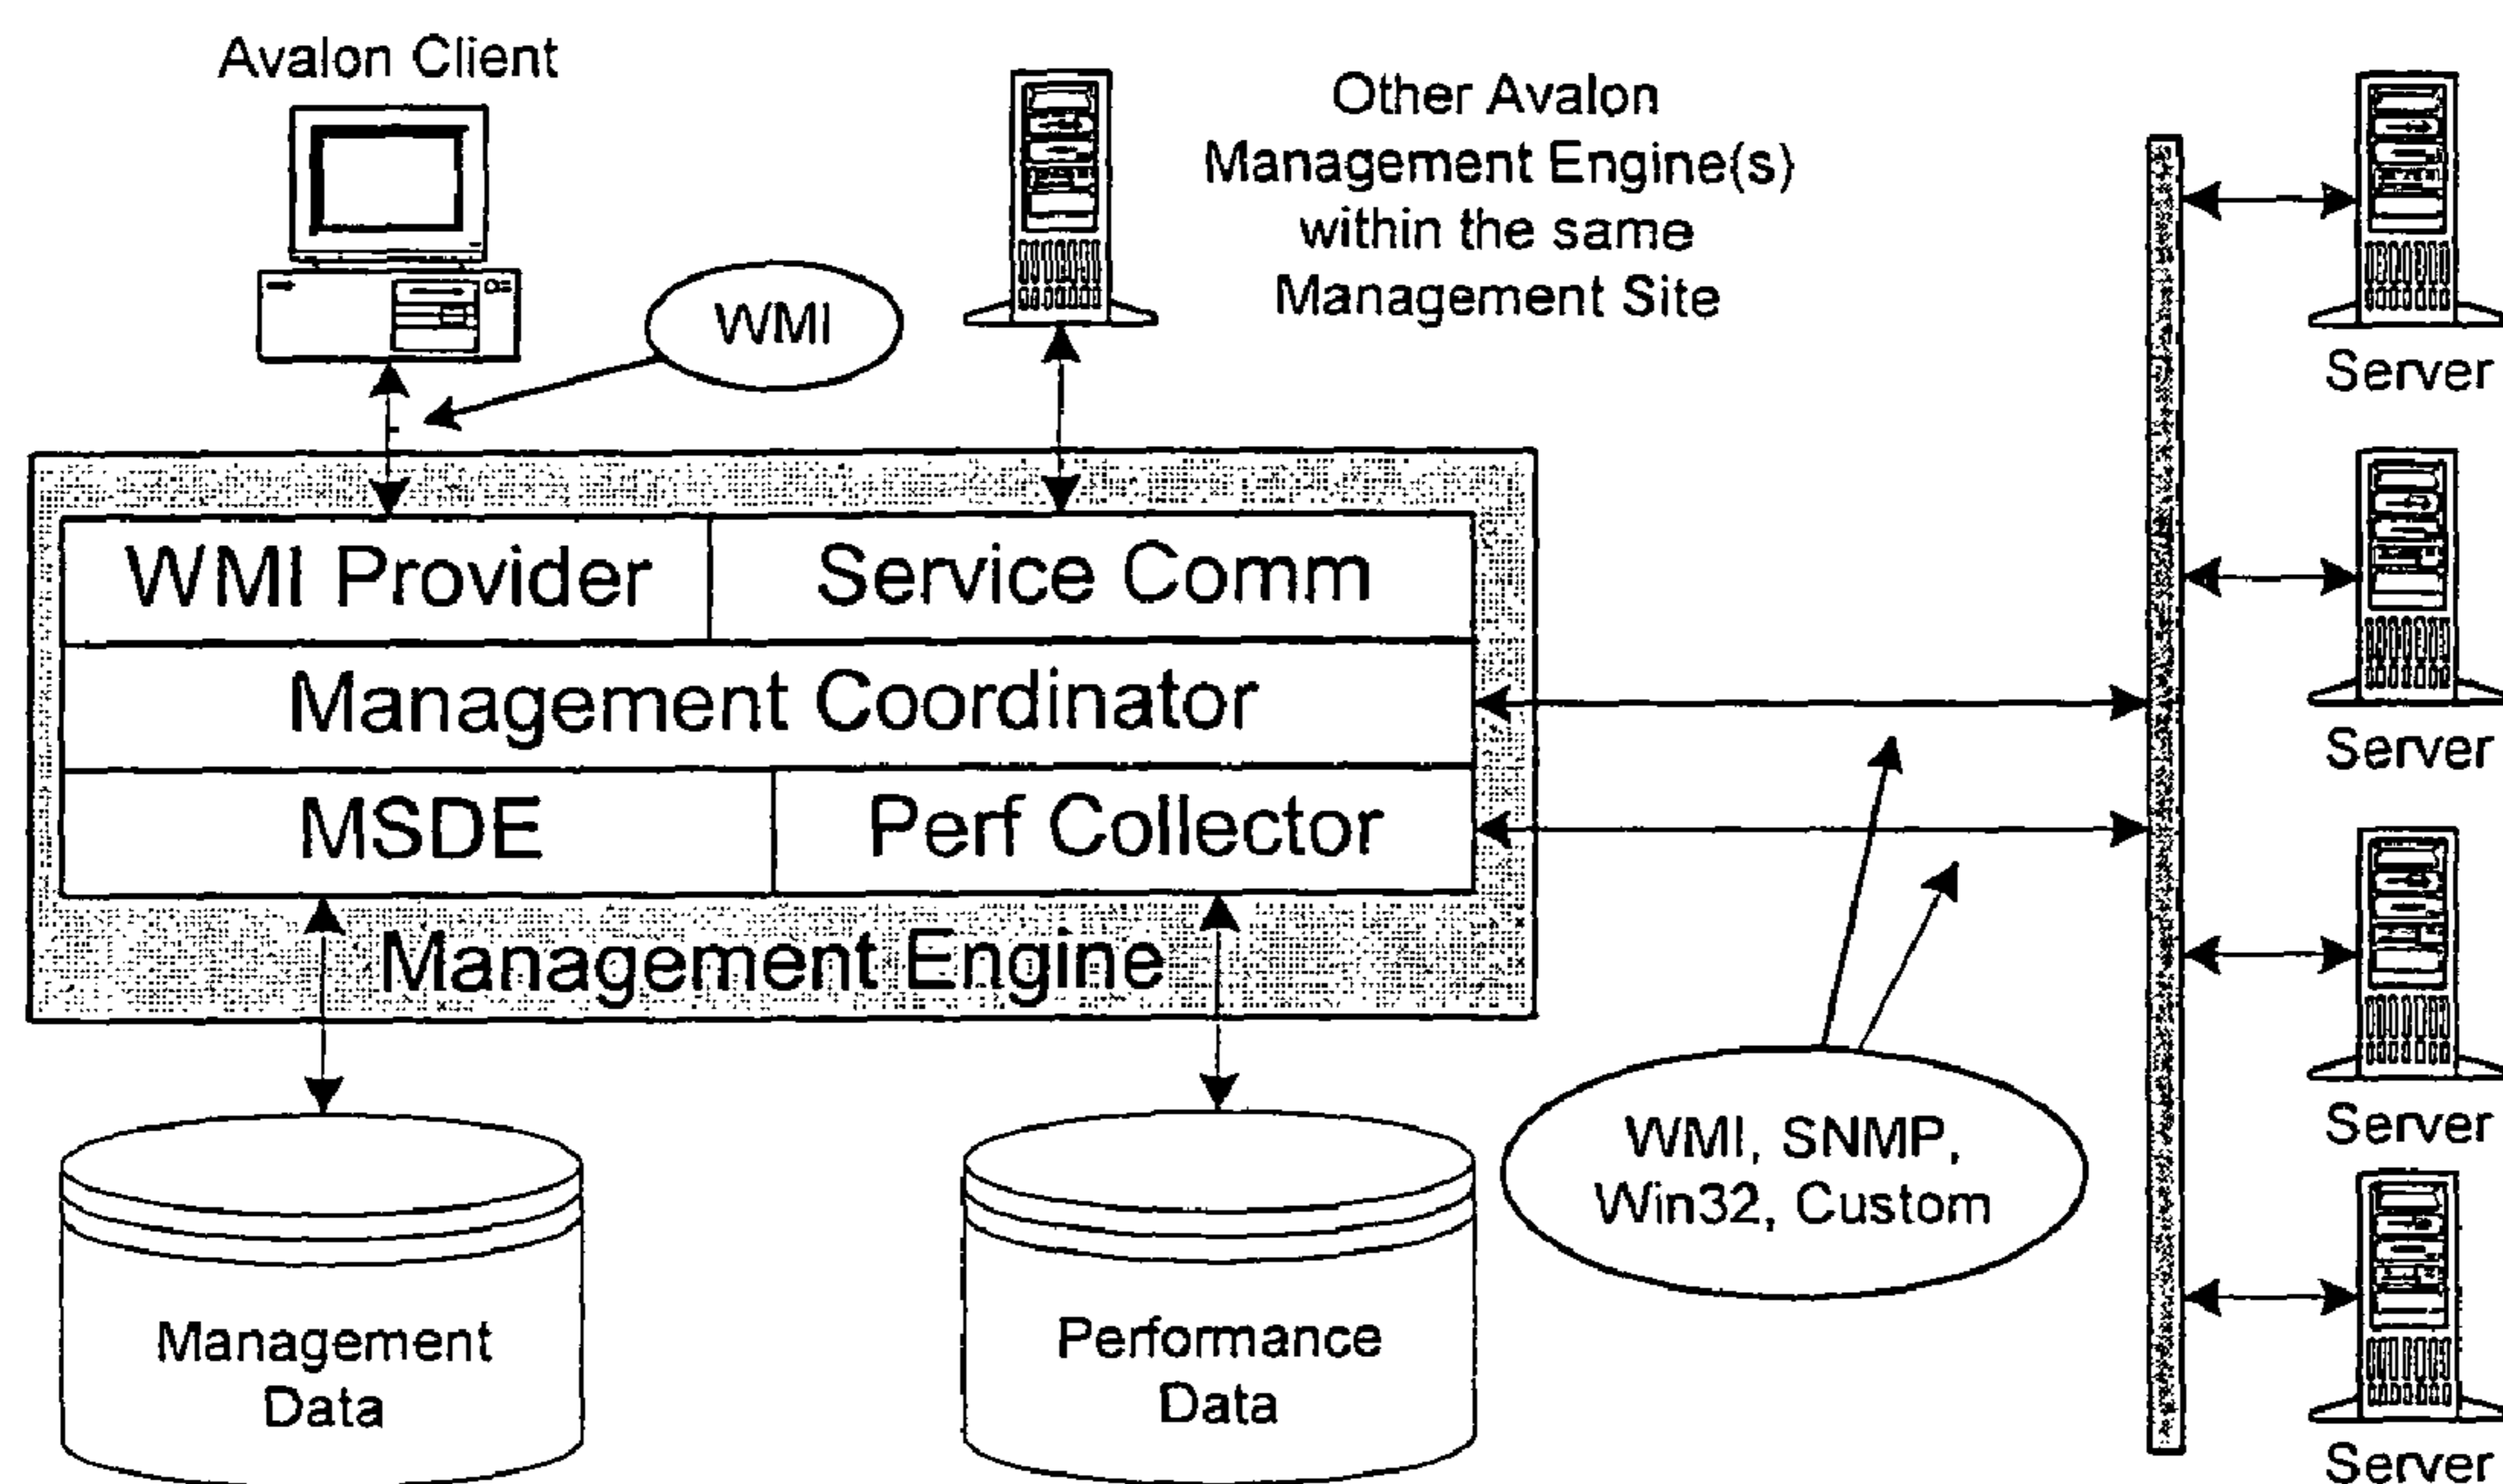 Avalon Client
Other Avalon
Management Engine(s)
within the same
Management Site
WMI
Server
WMI Provider
Service Comm
Management Coordinator
Server
MSDE
Perf Collector
Management Engine
WMI, SNMP,
Win32, Custom
Server
Management
Data
Performance
Data
Server